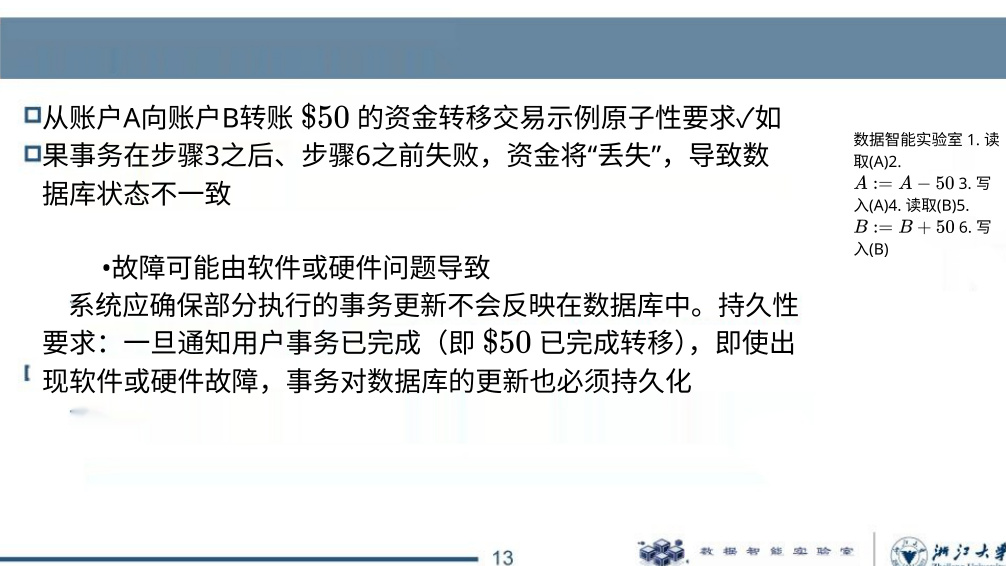 从账户A向账户B转账 $50 的资金转移交易示例原子性要求✓如
果事务在步骤3之后、步骤6之前失败，资金将“丢失”，导致数
据库状态不一致
•故障可能由软件或硬件问题导致
系统应确保部分执行的事务更新不会反映在数据库中。持久性
要求：一旦通知用户事务已完成（即 $50 已完成转移），即使出
现软件或硬件故障，事务对数据库的更新也必须持久化
数据智能实验室 1. 读
取(A)2.
A := A − 50 3. 写
入(A)4. 读取(B)5.
B := B + 50 6. 写
入(B)
13
数据智能实验室
浙江大学